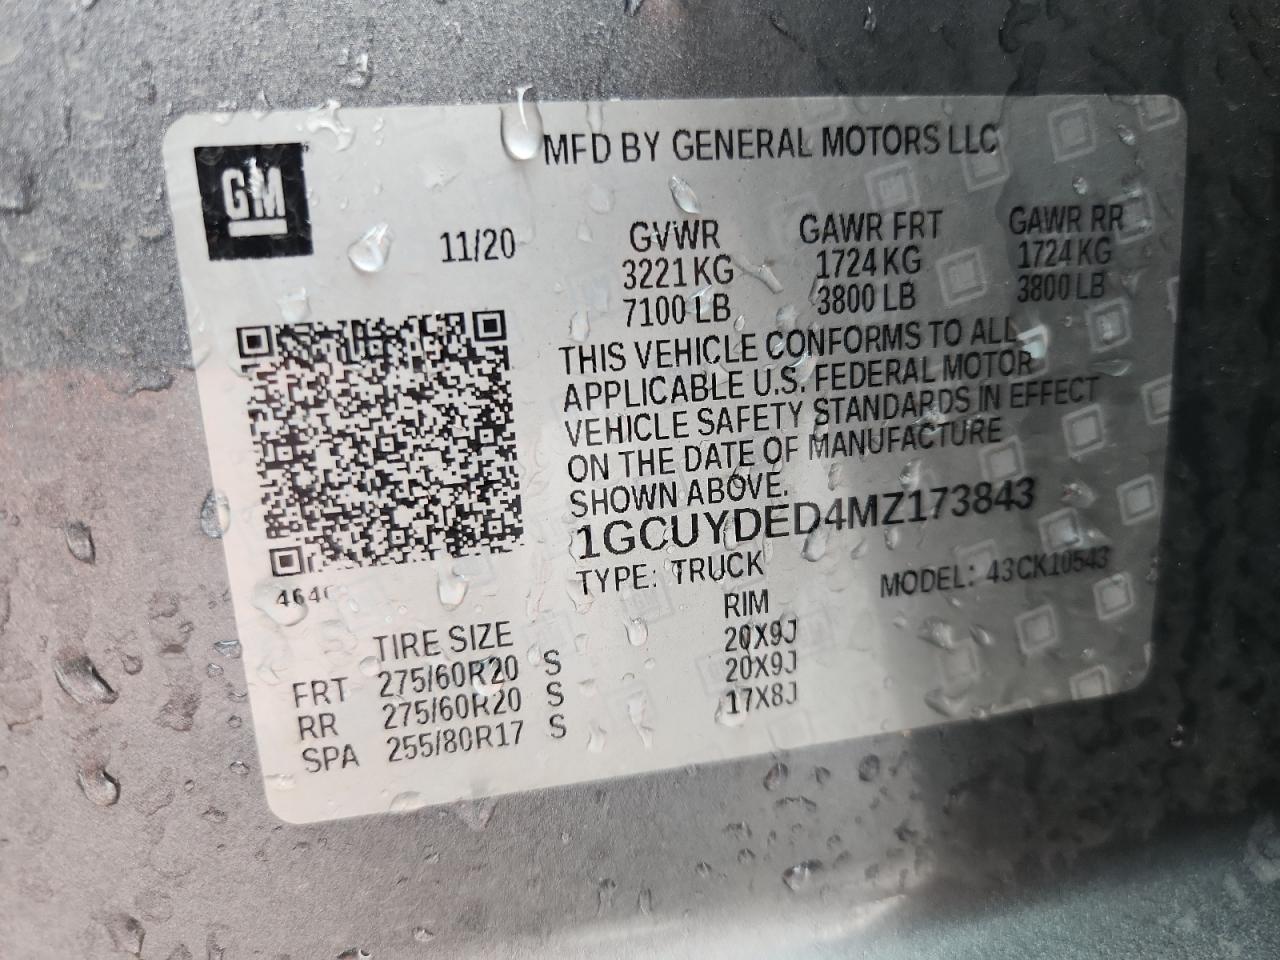 GM
MFD BY GENERAL MOTORS LLC
11/20
GVWR GAWR FRT GAWR RR
3221 KG 1724 KG 1724 KG
7100 LB 3800 LB 3800 LB
THIS VEHICLE CONFORMS TO ALL
APPLICABLE U.S. FEDERAL MOTOR
VEHICLE SAFETY STANDARDS IN EFFECT
ON THE DATE OF MANUFACTURE
SHOWN ABOVE.
1GCUYDED4MZ173843
TYPE: TRUCK MODEL: 43CK10543
TIRE SIZE RIM
FRT 275/60R20 S 20X9J
RR 275/60R20 S 20X9J
SPA 255/80R17 S 17X8J